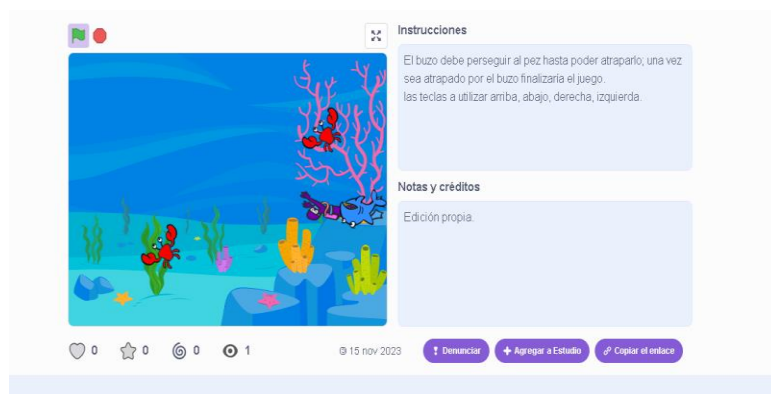 Instrucciones
El buzo debe perseguir al pez hasta poder atraparlo; una vez
sea atrapado por el buzo finalizaría el juego.
las teclas a utilizar arriba, abajo, derecha, izquierda.
Notas y créditos
Edición propia.
0 0 0 1 © 15 nov 2023 Denunciar Agregar a Estudio Copiar el enlace